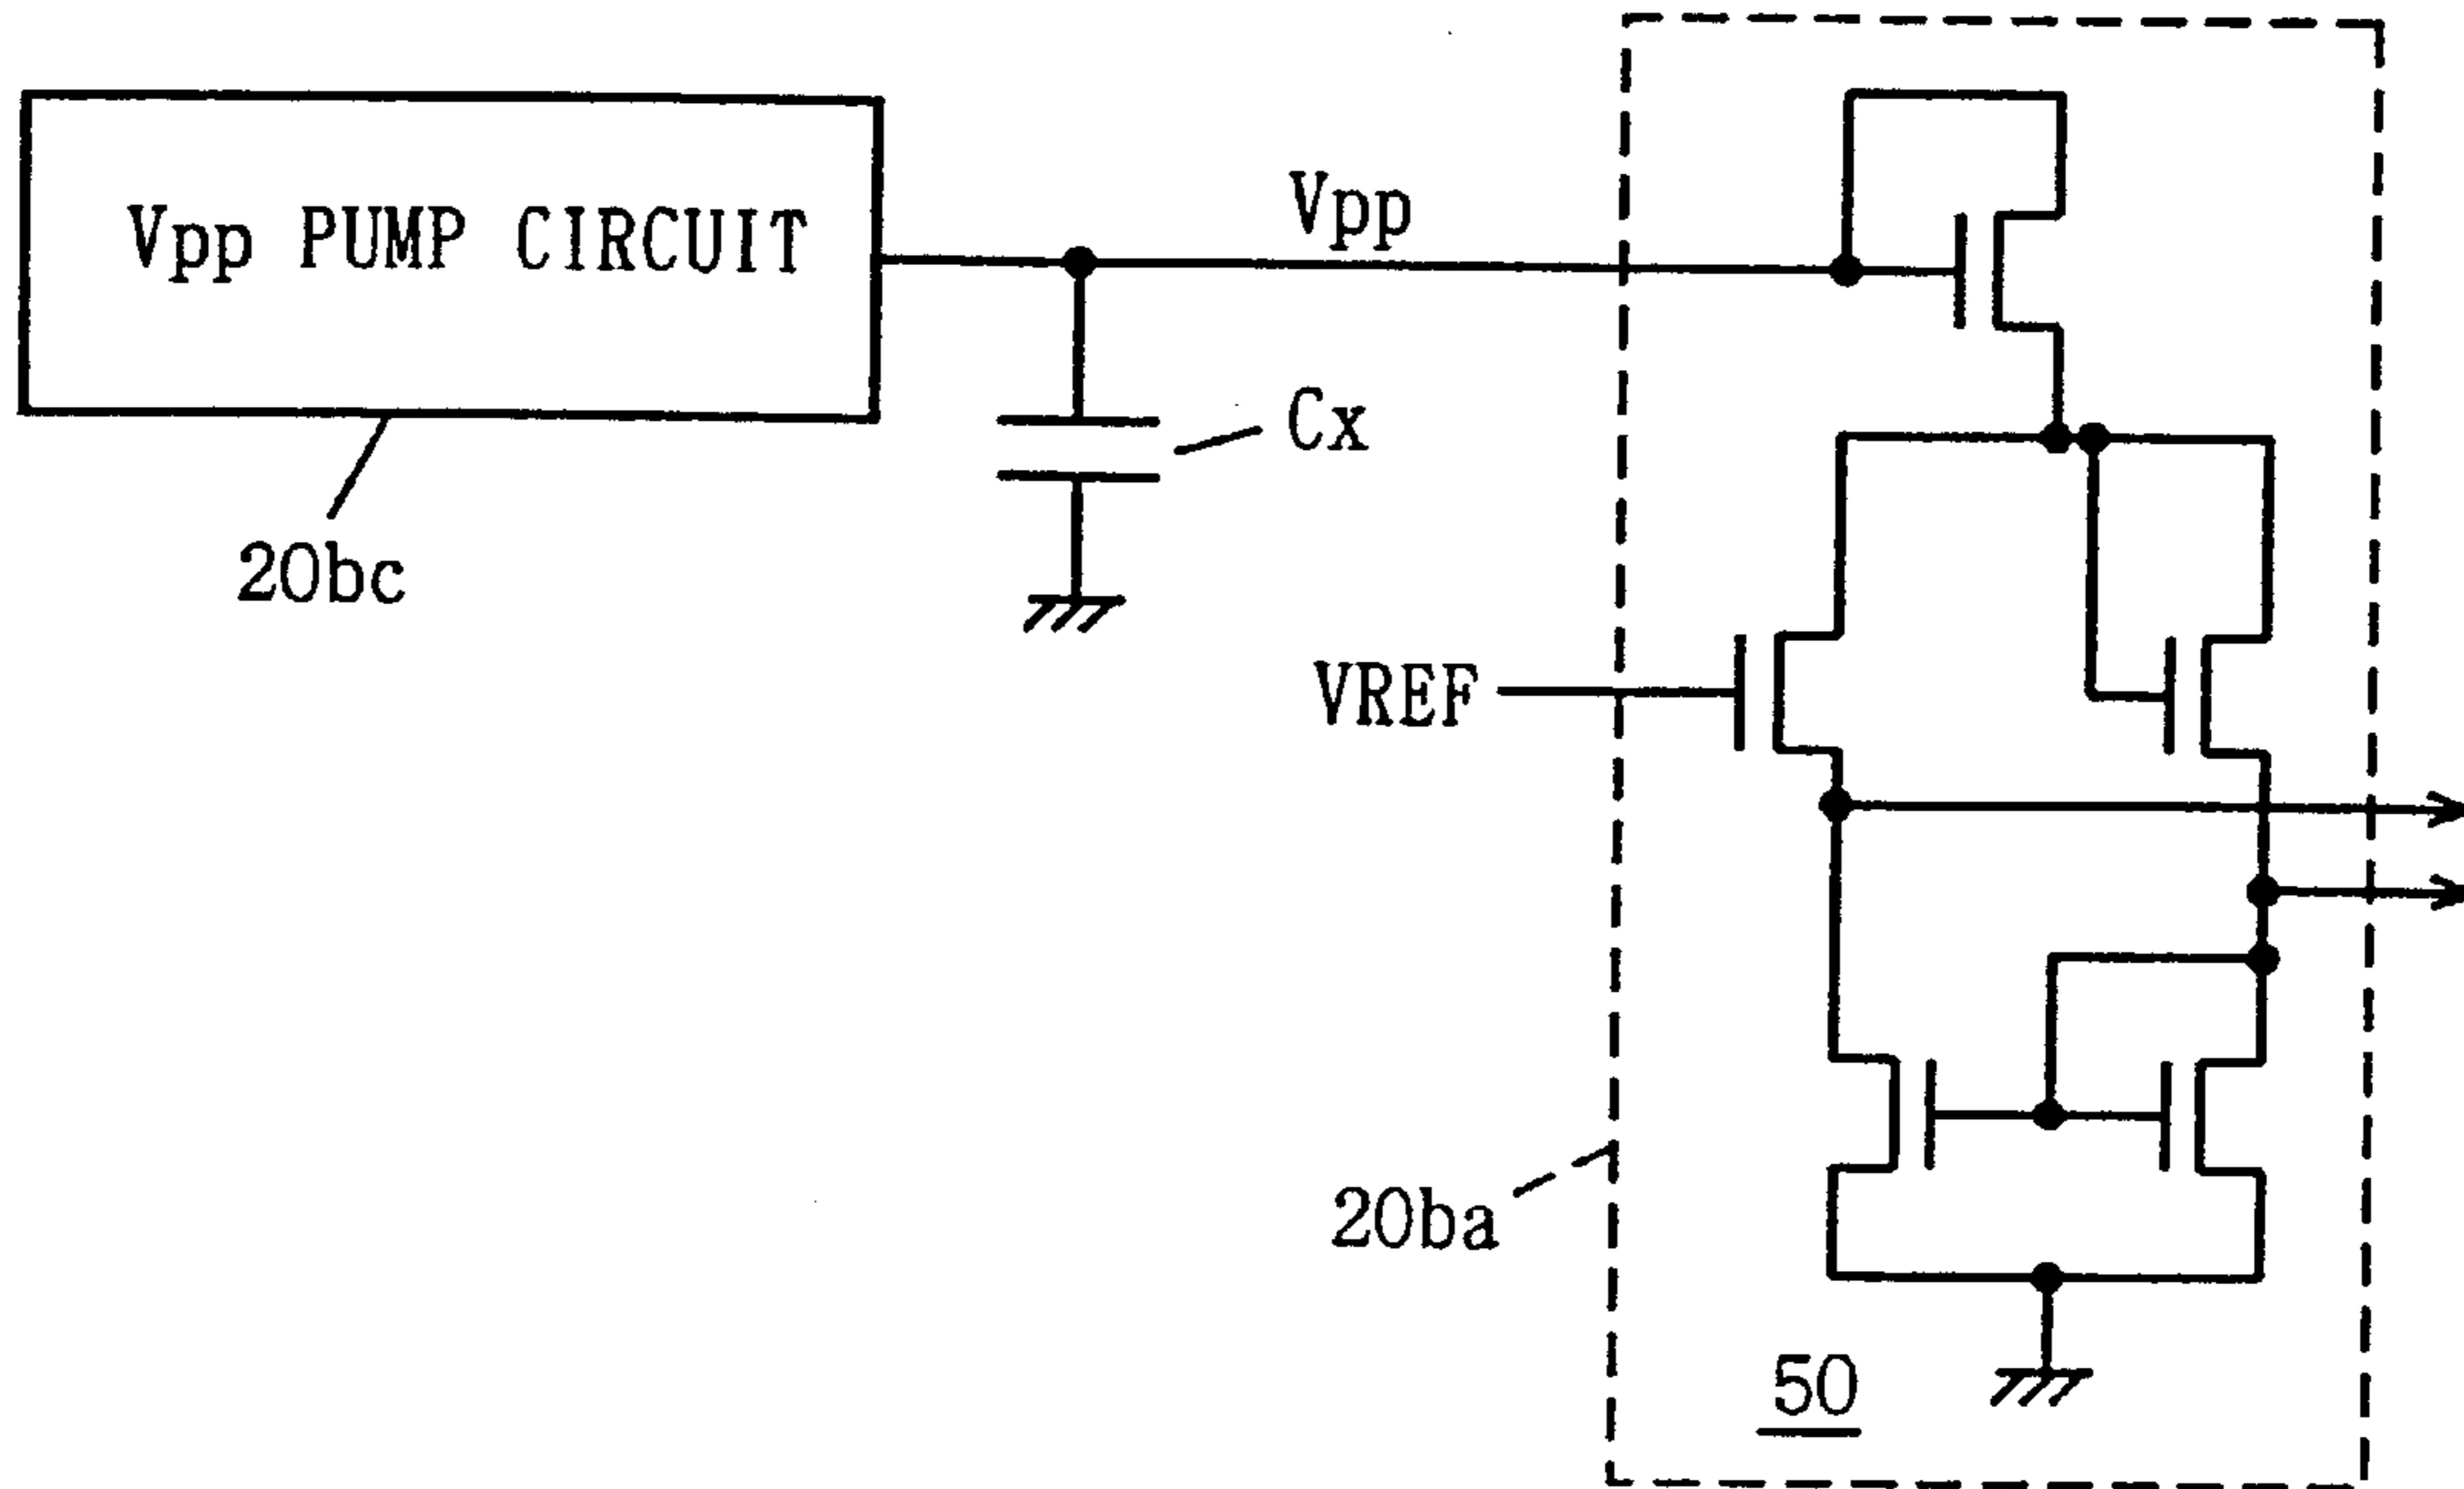 Vpp PUMP CIRCUIT
Vpp
Cx
20bc
VREF
20ba
50